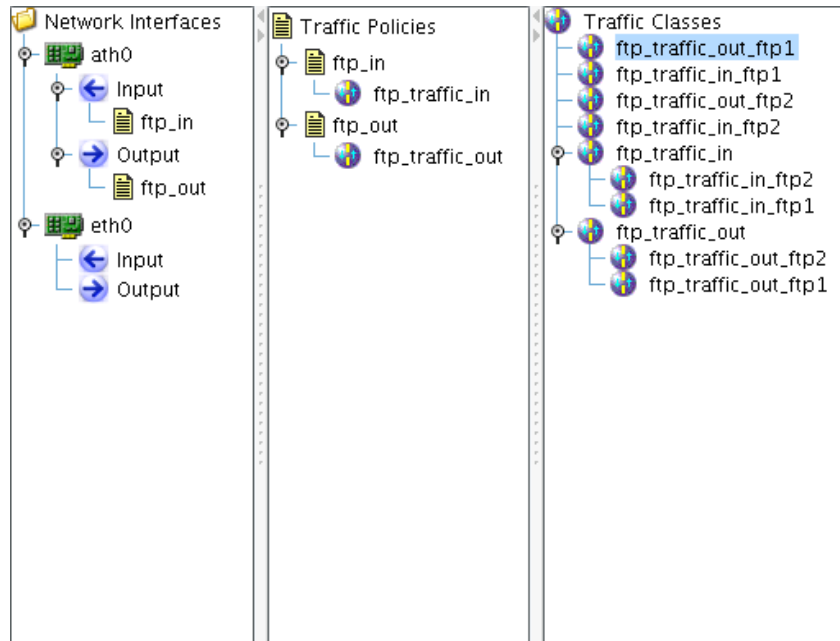 Network Interfaces
ath0
Input
ftp_in
Output
ftp_out
eth0
Input
Output
Traffic Policies
ftp_in
ftp_traffic_in
ftp_out
ftp_traffic_out
Traffic Classes
ftp_traffic_out_ftp1
ftp_traffic_in_ftp1
ftp_traffic_out_ftp2
ftp_traffic_in_ftp2
ftp_traffic_in
ftp_traffic_in_ftp2
ftp_traffic_in_ftp1
ftp_traffic_out
ftp_traffic_out_ftp2
ftp_traffic_out_ftp1